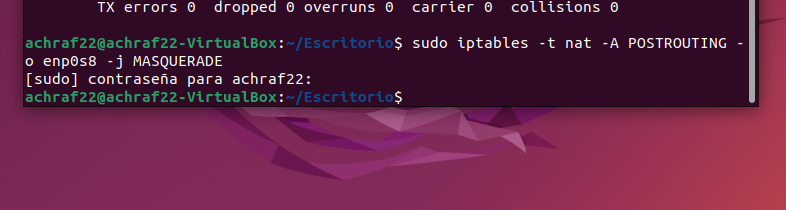 TX errors 0  dropped 0 overruns 0  carrier 0  collisions 0
achraf22@achraf22-VirtualBox:~/Escritorio$ sudo iptables -t nat -A POSTROUTING -
o enp0s8 -j MASQUERADE
[sudo] contraseña para achraf22:
achraf22@achraf22-VirtualBox:~/Escritorio$